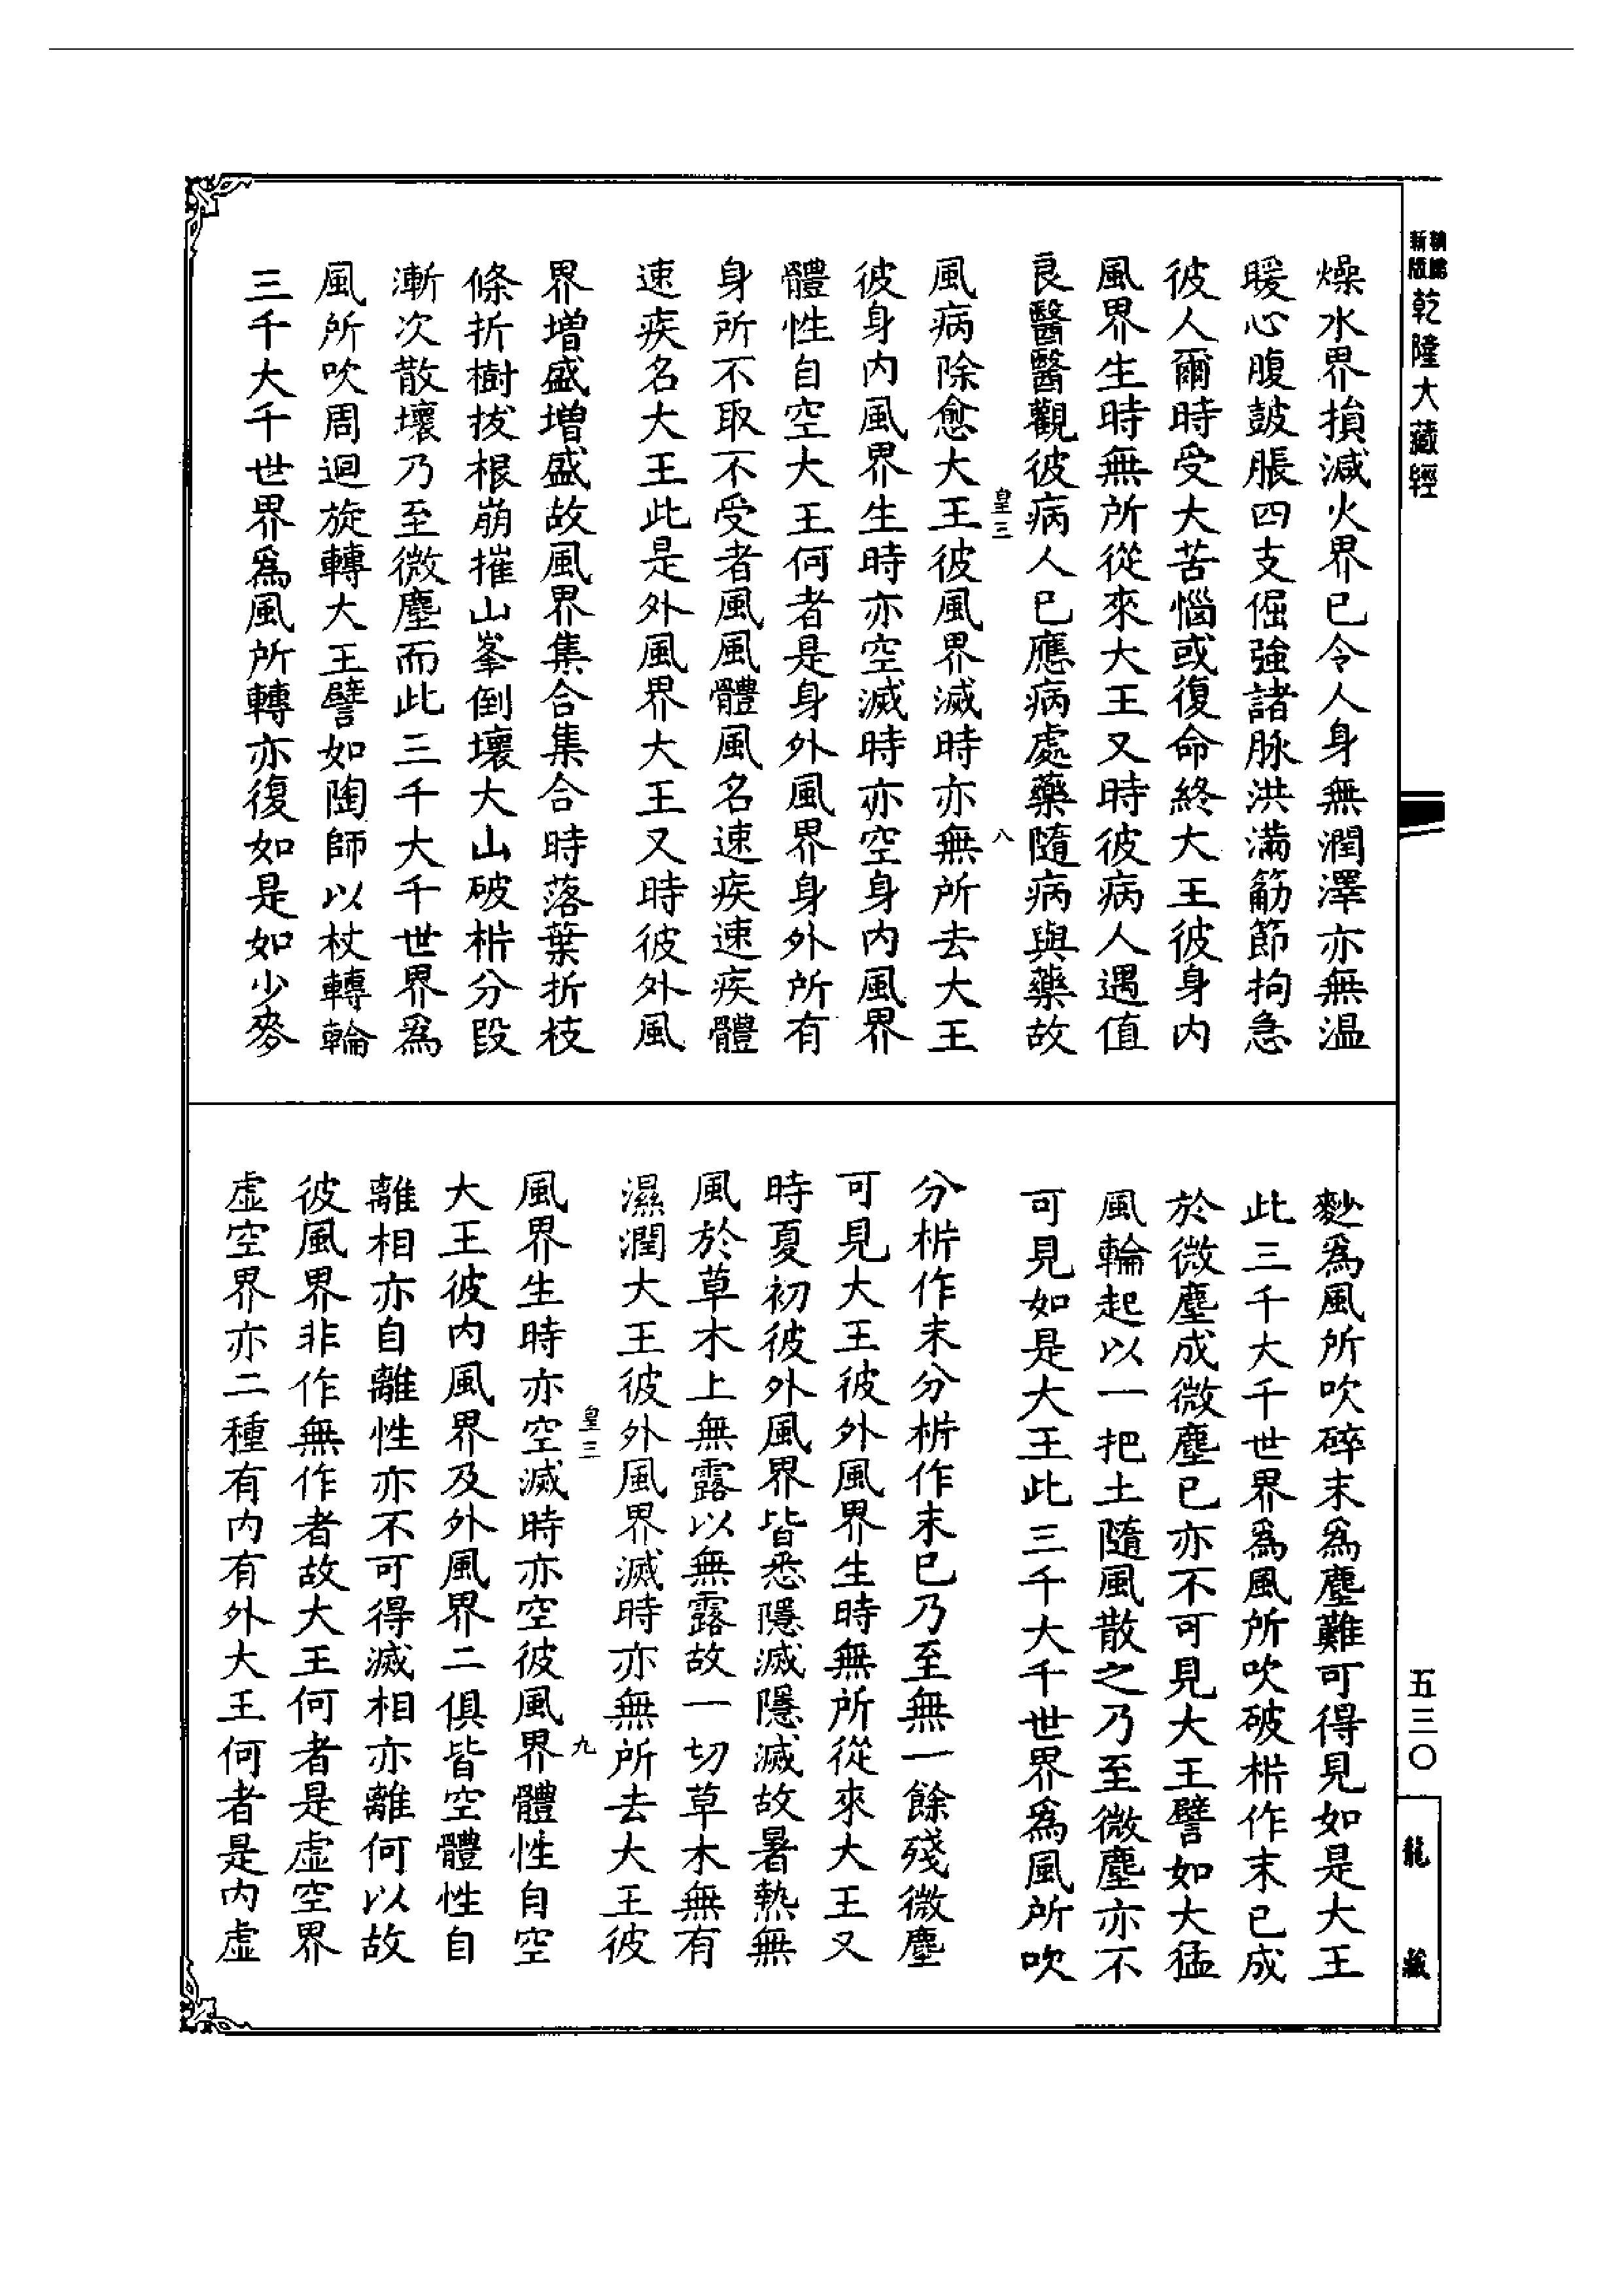 新版
乾隆大藏經
燥水界損減火界已令人身無潤澤亦無温
暖心腹鼓脹四支倔強諸脉洪滿觔節拘急
彼人爾時受大苦惱或復命終大王彼身内
風界生時無所從來大王又時彼病人遇值
良醫醫觀彼病人已應病處藥隨病與藥故
皇三 八
風病除愈大王彼風界滅時亦無所去大王
彼身内風界生時亦空滅時亦空身内風界
體性自空大王何者是身外風界身外所有
身所不取不受者風風體風名速疾速疾體
速疾名大王此是外風界大王又時彼外風
界增盛增盛故風界集合集合時落葉折枝
條折樹拔根崩摧山峯倒壞大山破枿分段
漸次散壞乃至微塵而此三千大千世界爲
風所吹周迴旋轉大王譬如陶師以杖轉輪
三千大千世界爲風所轉亦復如是如少麥
麨爲風所吹碎末爲塵難可得見如是大王
此三千大千世界爲風所吹破枿作末已成
於微塵成微塵已亦不可見大王譬如大猛
風輪起以一把土隨風散之乃至微塵亦不
可見如是大王此三千大千世界爲風所吹
分枿作末分枿作末已乃至無一餘殘微塵
可見大王彼外風界生時無所從來大王又
時夏初彼外風界皆悉隱滅隱滅故暑熱無
風於草木上無露以無露故一切草木無有
濕潤大王彼外風界滅時亦無所去大王彼
皇三 九
風界生時亦空滅時亦空彼風界體性自空
大王彼内風界及外風界二俱皆空體性自
離相亦自離性亦不可得滅相亦離何以故
彼風界非作無作者故大王何者是虛空界
虛空界亦二種有内有外大王何者是内虛
五三〇
龍藏